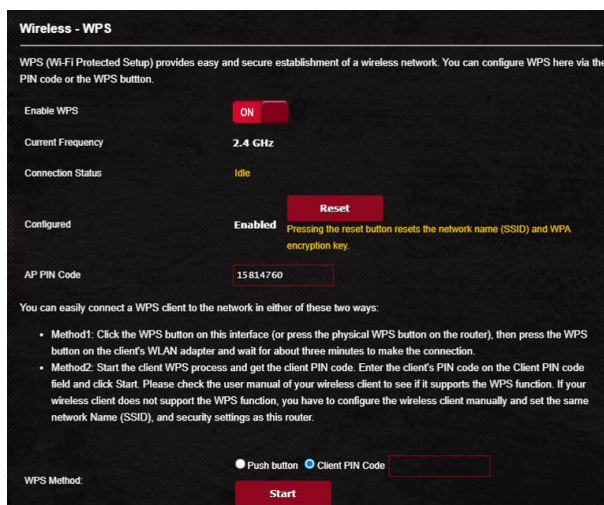 Wireless - WPS
WPS (Wi-Fi Protected Setup) provides easy and secure establishment of a wireless network. You can configure WPS here via the
PIN code or the WPS buttton.
Enable WPS ON
Current Frequency 2.4 GHz
Connection Status Idle
Reset
Configured Enabled Pressing the reset button resets the network name (SSID) and WPA
encryption key.
AP PIN Code 15814760
You can easily connect a WPS client to the network in either of these two ways:
• Method1: Click the WPS button on this interface (or press the physical WPS button on the router), then press the WPS
button on the client's WLAN adapter and wait for about three minutes to make the connection.
• Method2: Start the client WPS process and get the client PIN code. Enter the client's PIN code on the Client PIN code
field and click Start. Please check the user manual of your wireless client to see if it supports the WPS function. If your
wireless client does not support the WPS function, you have to configure the wireless client manually and set the same
network Name (SSID), and security settings as this router.
Push button Client PIN Code
WPS Method:
Start